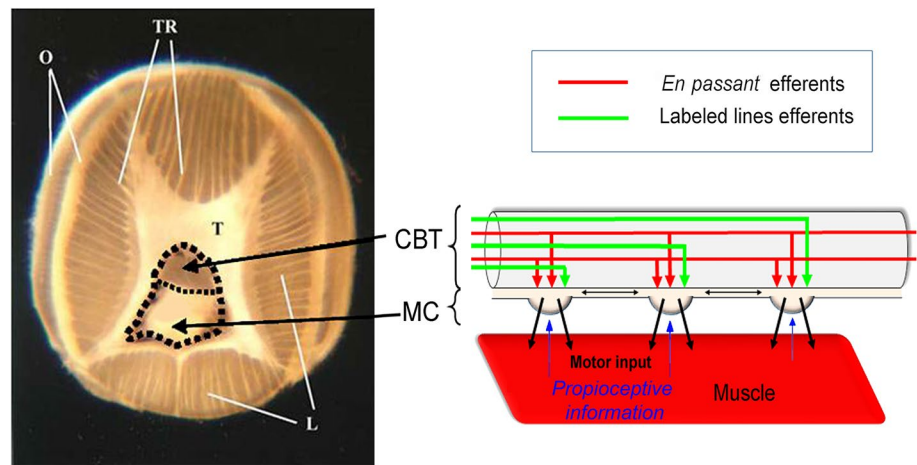 TR
O
T
L
En passant efferents
Labeled lines efferents
CBT
MC
Motor input
Propioceptive
information
Muscle